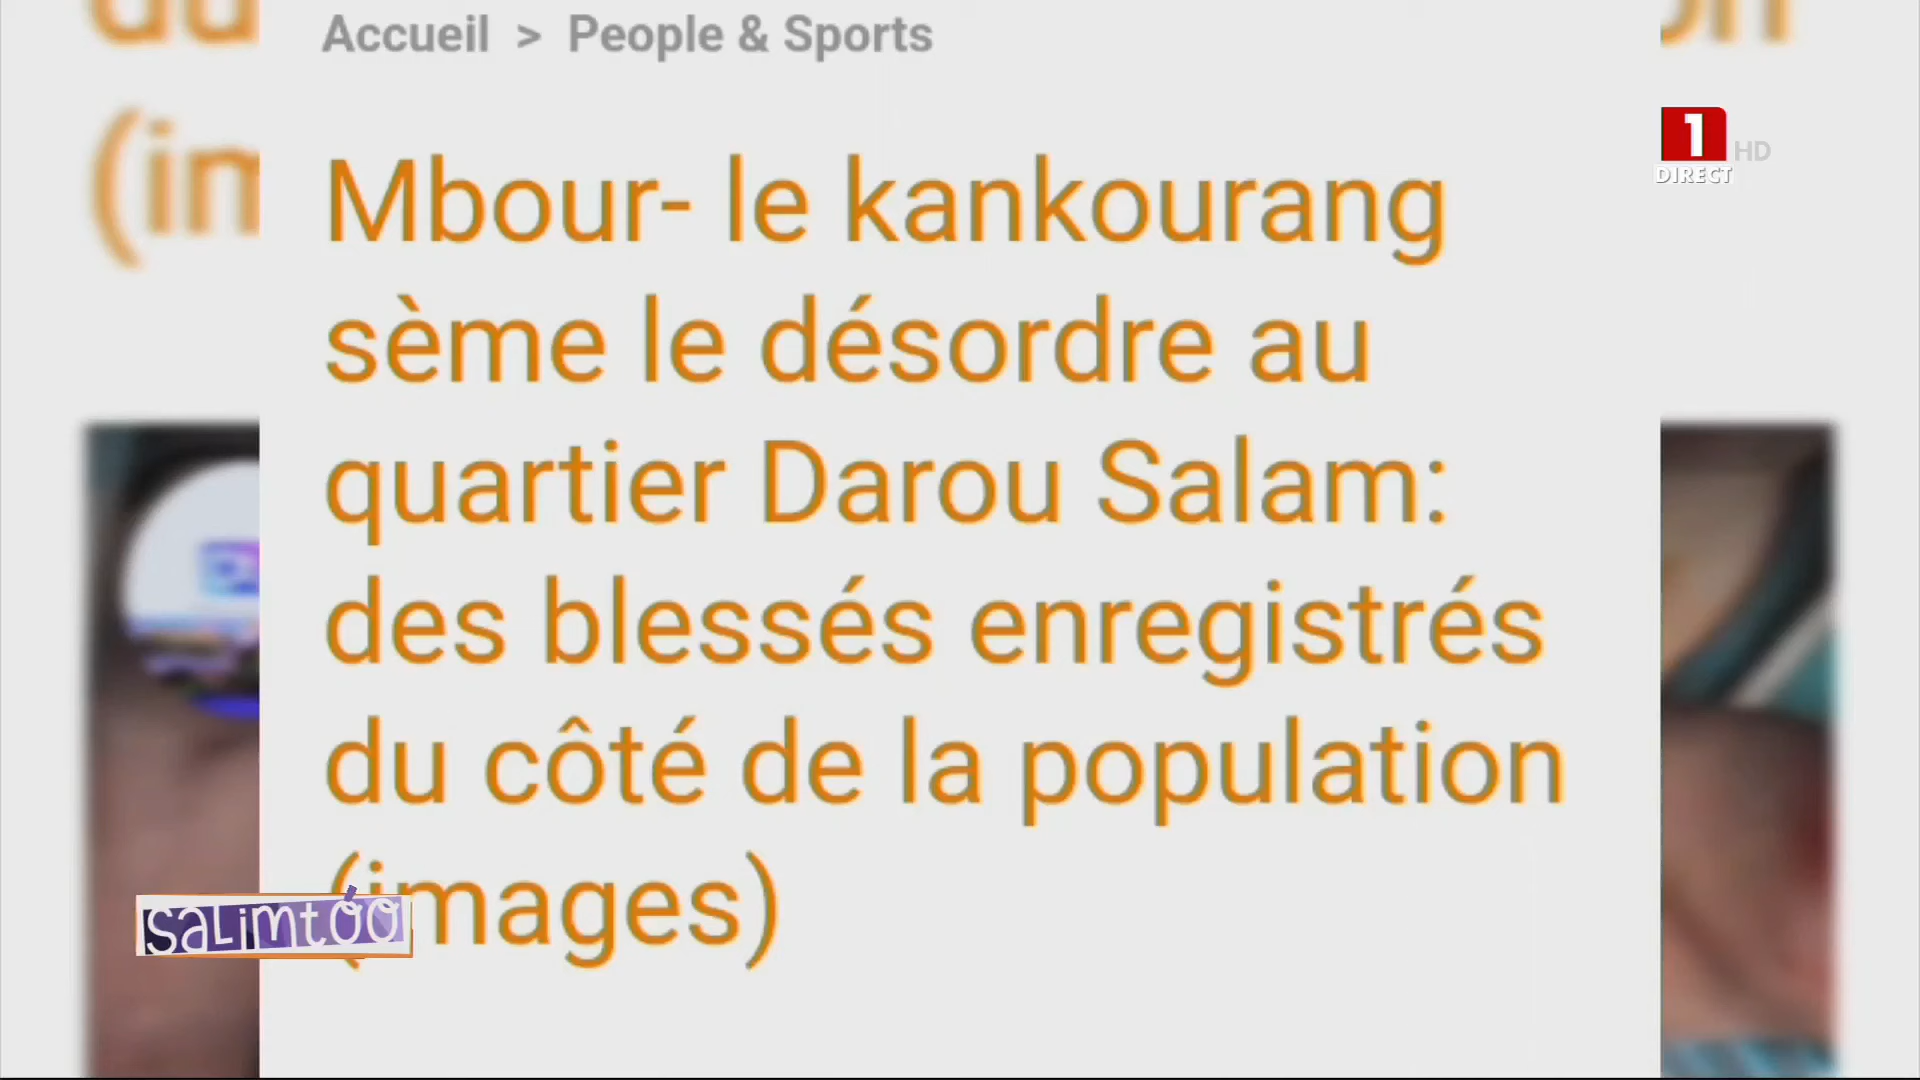 Accueil > People & Sports
1 HD
DIRECT
Mbour- le kankourang
sème le désordre au
quartier Darou Salam:
des blessés enregistrés
du côté de la population
(images)
SaLimtóo